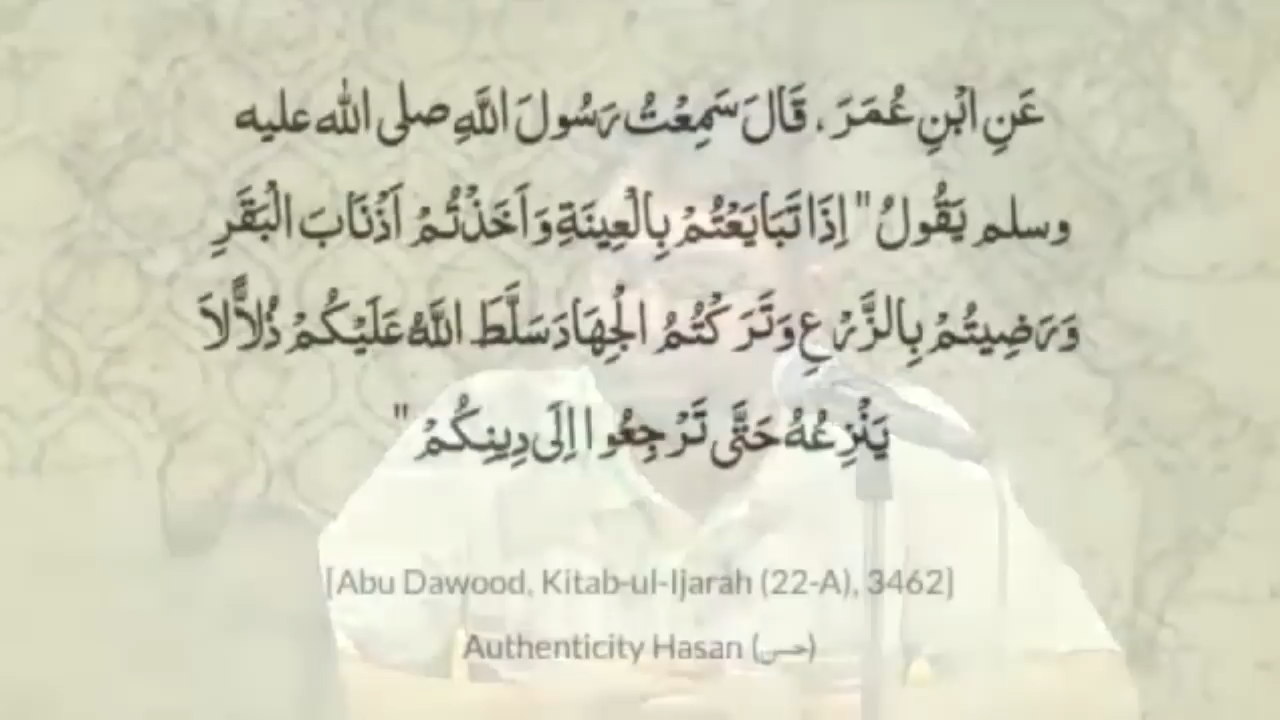 عَنِ ابْنِ عُمَرَ ، قَالَ سَمِعْتُ رَسُولَ اللَّهِ صلى الله عليه
وسلم يَقُولُ " إِذَا تَبَايَعْتُمْ بِالْعِينَةِ وَأَخَذْتُمْ أَذْنَابَ الْبَقَرِ
وَرَضِيتُمْ بِالزَّرْعِ وَتَرَكْتُمُ الْجِهَادَ سَلَّطَ اللَّهُ عَلَيْكُمْ ذُلاًّ لاَ
يَنْزِعُهُ حَتَّى تَرْجِعُوا إِلَى دِينِكُمْ "
[Abu Dawood, Kitab-ul-Ijarah (22-A), 3462]
Authenticity Hasan (حسن)